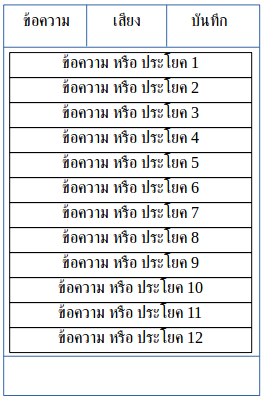 ข้อความ เสียง บันทึก
ข้อความ หรือ ประโยค 1
ข้อความ หรือ ประโยค 2
ข้อความ หรือ ประโยค 3
ข้อความ หรือ ประโยค 4
ข้อความ หรือ ประโยค 5
ข้อความ หรือ ประโยค 6
ข้อความ หรือ ประโยค 7
ข้อความ หรือ ประโยค 8
ข้อความ หรือ ประโยค 9
ข้อความ หรือ ประโยค 10
ข้อความ หรือ ประโยค 11
ข้อความ หรือ ประโยค 12